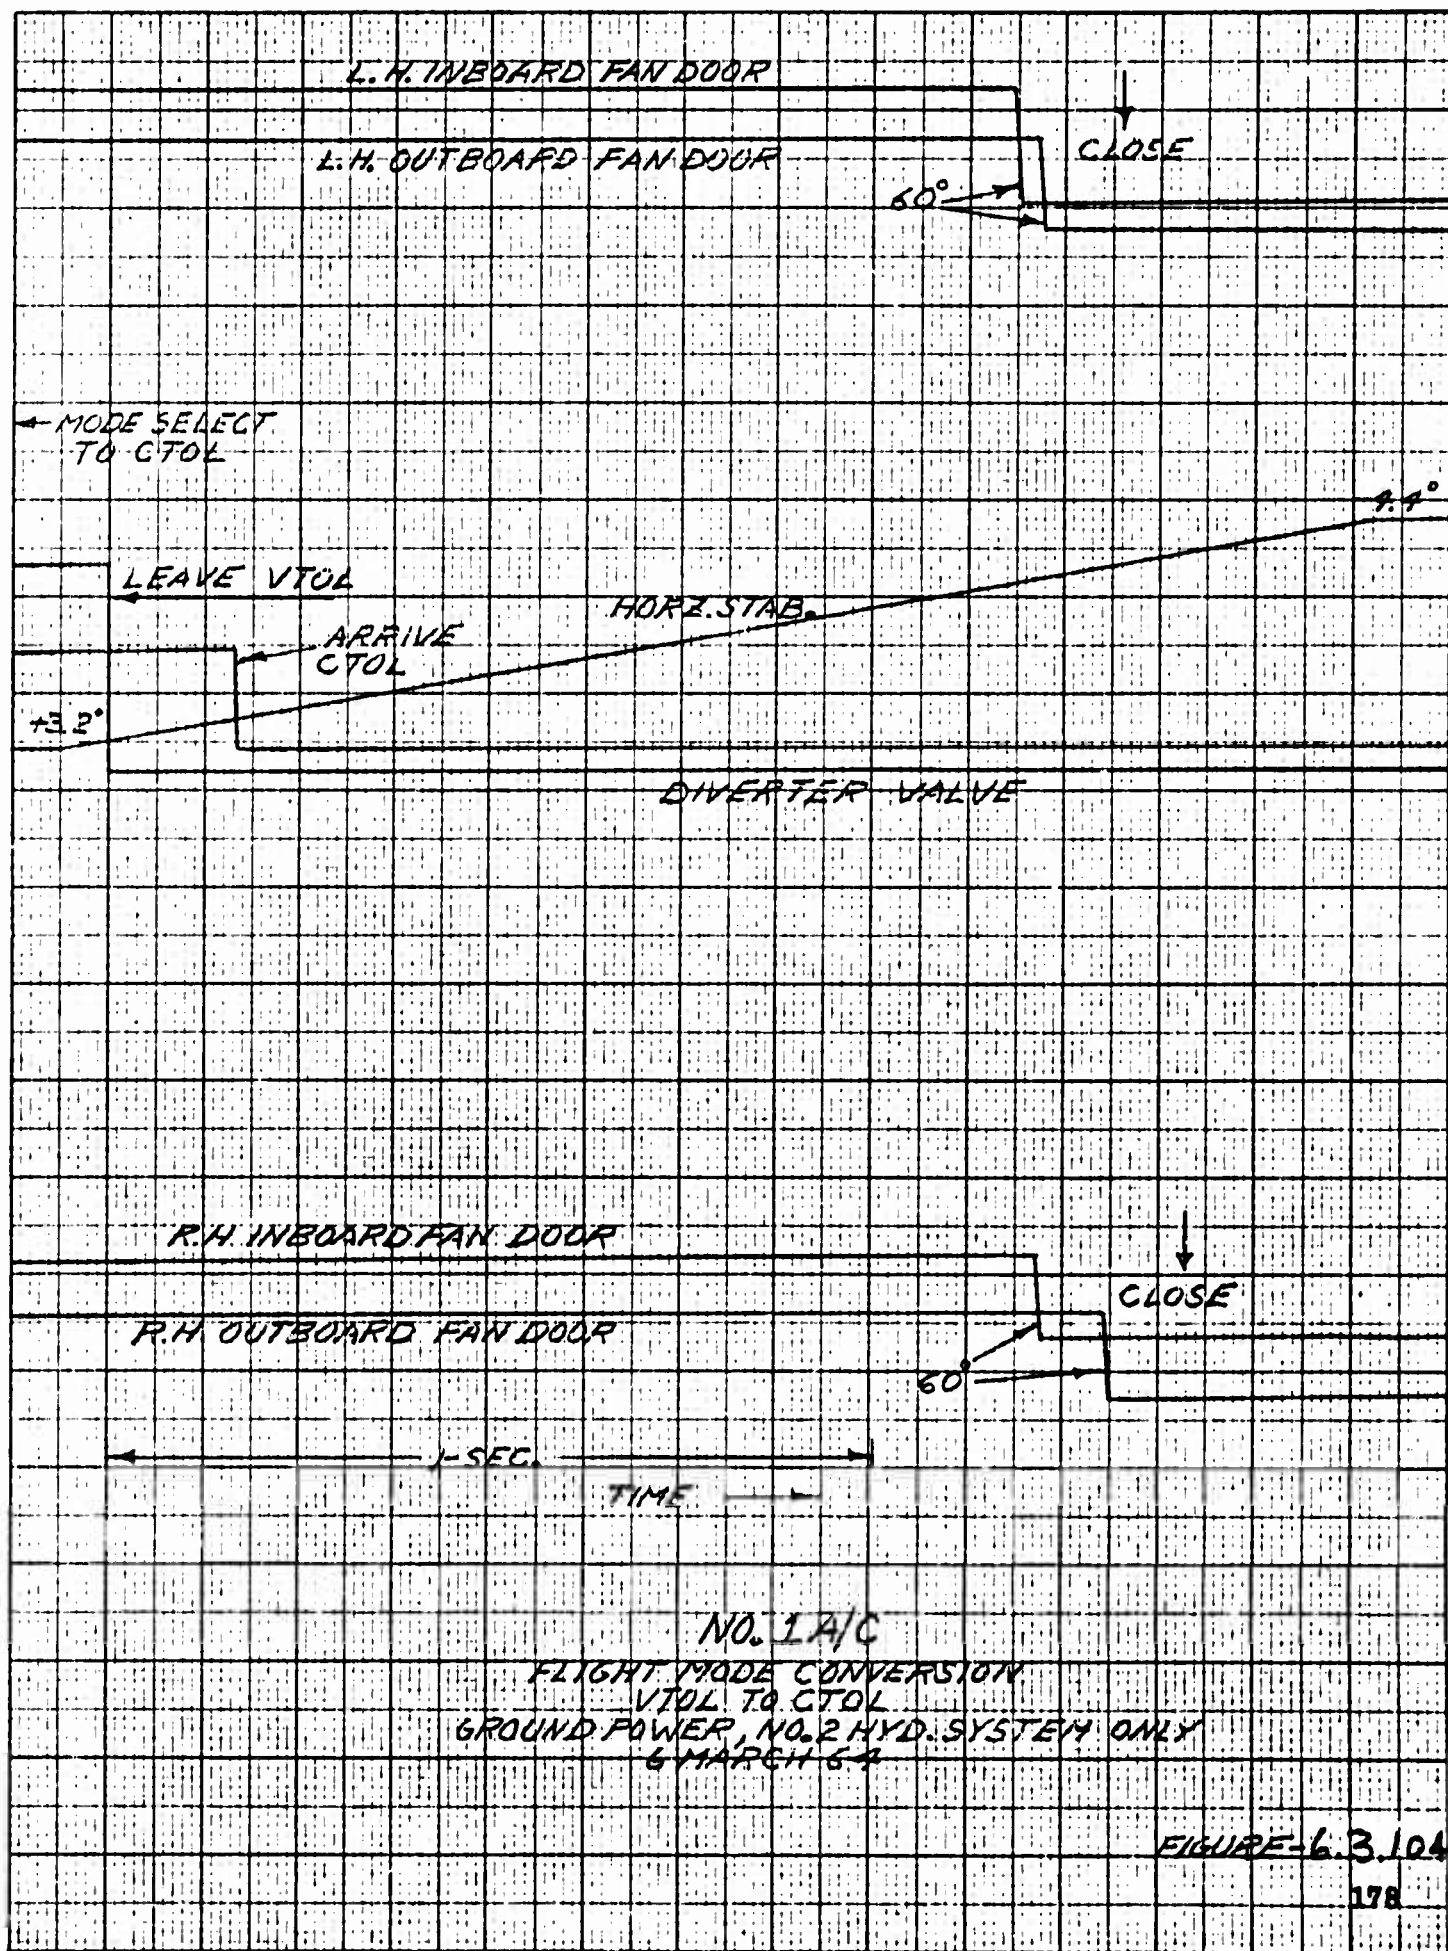 L.H. INBOARD FAN DOOR
L.H. OUTBOARD FAN DOOR
CLOSE
60°
MODE SELECT
TO CTOL
4.4°
LEAVE VTOL
HORZ. STAB.
ARRIVE
CTOL
+3.2°
DIVERTER VALVE
R.H. INBOARD FAN DOOR
CLOSE
R.H. OUTBOARD FAN DOOR
60°
1-SEC.
TIME
NO. 1 A/C
FLIGHT MODE CONVERSION
VTOL TO CTOL
GROUND POWER, NO. 2 HYD. SYSTEM ONLY
6 MARCH 64
FIGURE-6.3.104
178